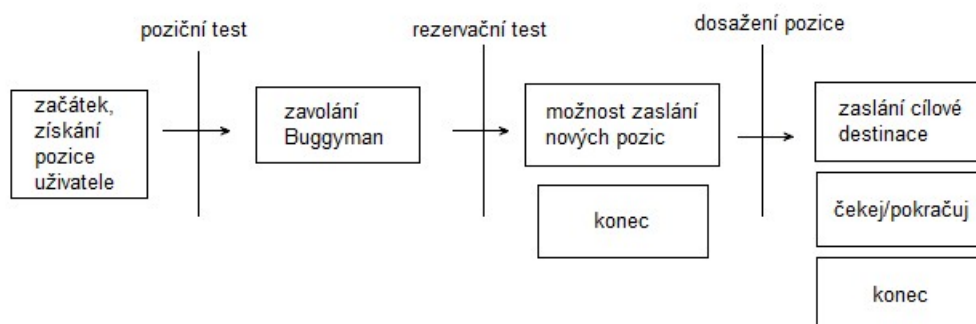 poziční test
rezervační test
dosažení pozice
začátek,
získání
pozice
uživatele
zavolání
Buggyman
možnost zaslání
nových pozic
konec
zaslání cílové
destinace
čekej/pokračuj
konec